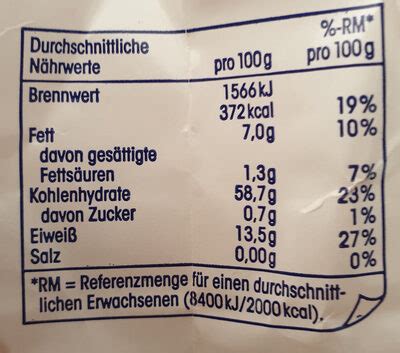 %-RM*
Durchschnittliche
Nährwerte pro 100g pro 100g
Brennwert 1566kJ
372kcal 19%
Fett 7,0g 10%
davon gesättigte
Fettsäuren 1,3g 7%
Kohlenhydrate 58,7g 23%
davon Zucker 0,7g 1%
Eiweiß 13,5g 27%
Salz 0,00g 0%
*RM = Referenzmenge für einen durchschnitt-
lichen Erwachsenen (8400kJ/2000kcal).